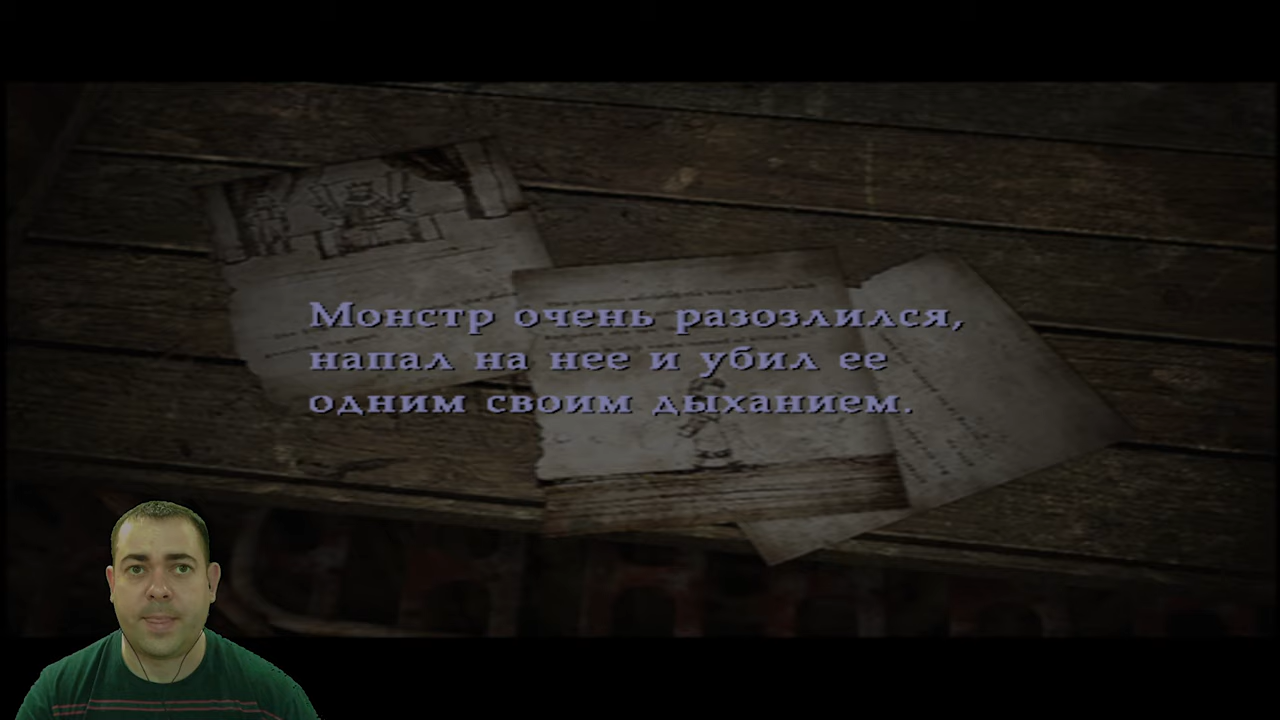 Монстр очень разозлился,
напал на нее и убил ее
одним своим дыханием.